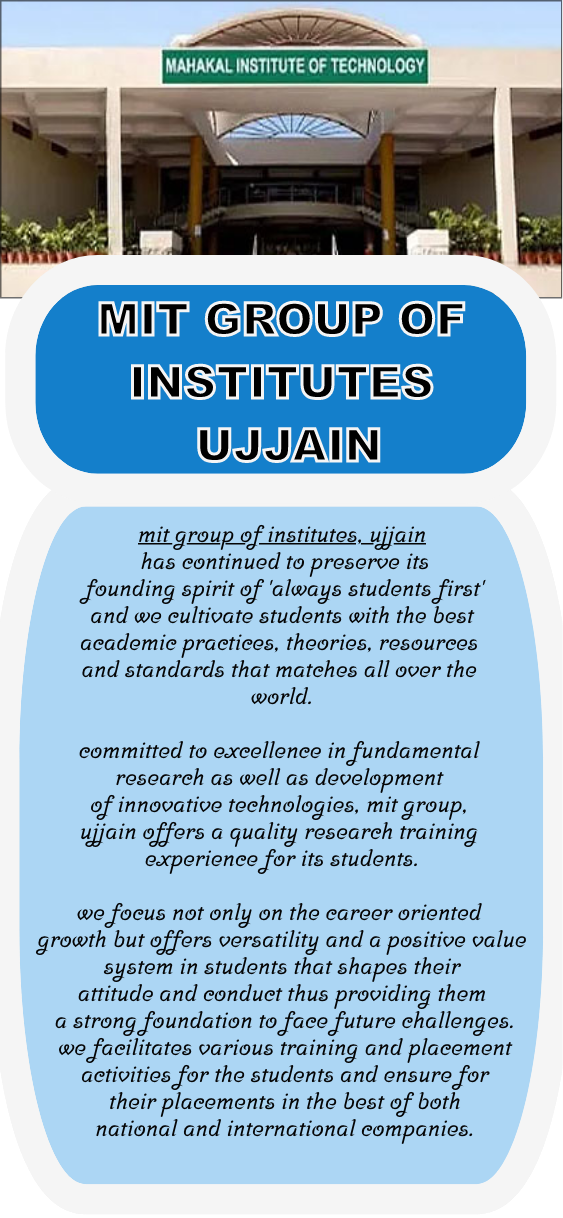 MAHAKAL INSTITUTE OF TECHNOLOGY
MIT GROUP OF
INSTITUTES
UJJAIN
mit group of institutes, ujjain
has continued to preserve its
founding spirit of 'always students first'
and we cultivate students with the best
academic practices, theories, resources
and standards that matches all over the
world.
committed to excellence in fundamental
research as well as development
of innovative technologies, mit group,
ujjain offers a quality research training
experience for its students.
we focus not only on the career oriented
growth but offers versatility and a positive value
system in students that shapes their
attitude and conduct thus providing them
a strong foundation to face future challenges.
we facilitates various training and placement
activities for the students and ensure for
their placements in the best of both
national and international companies.